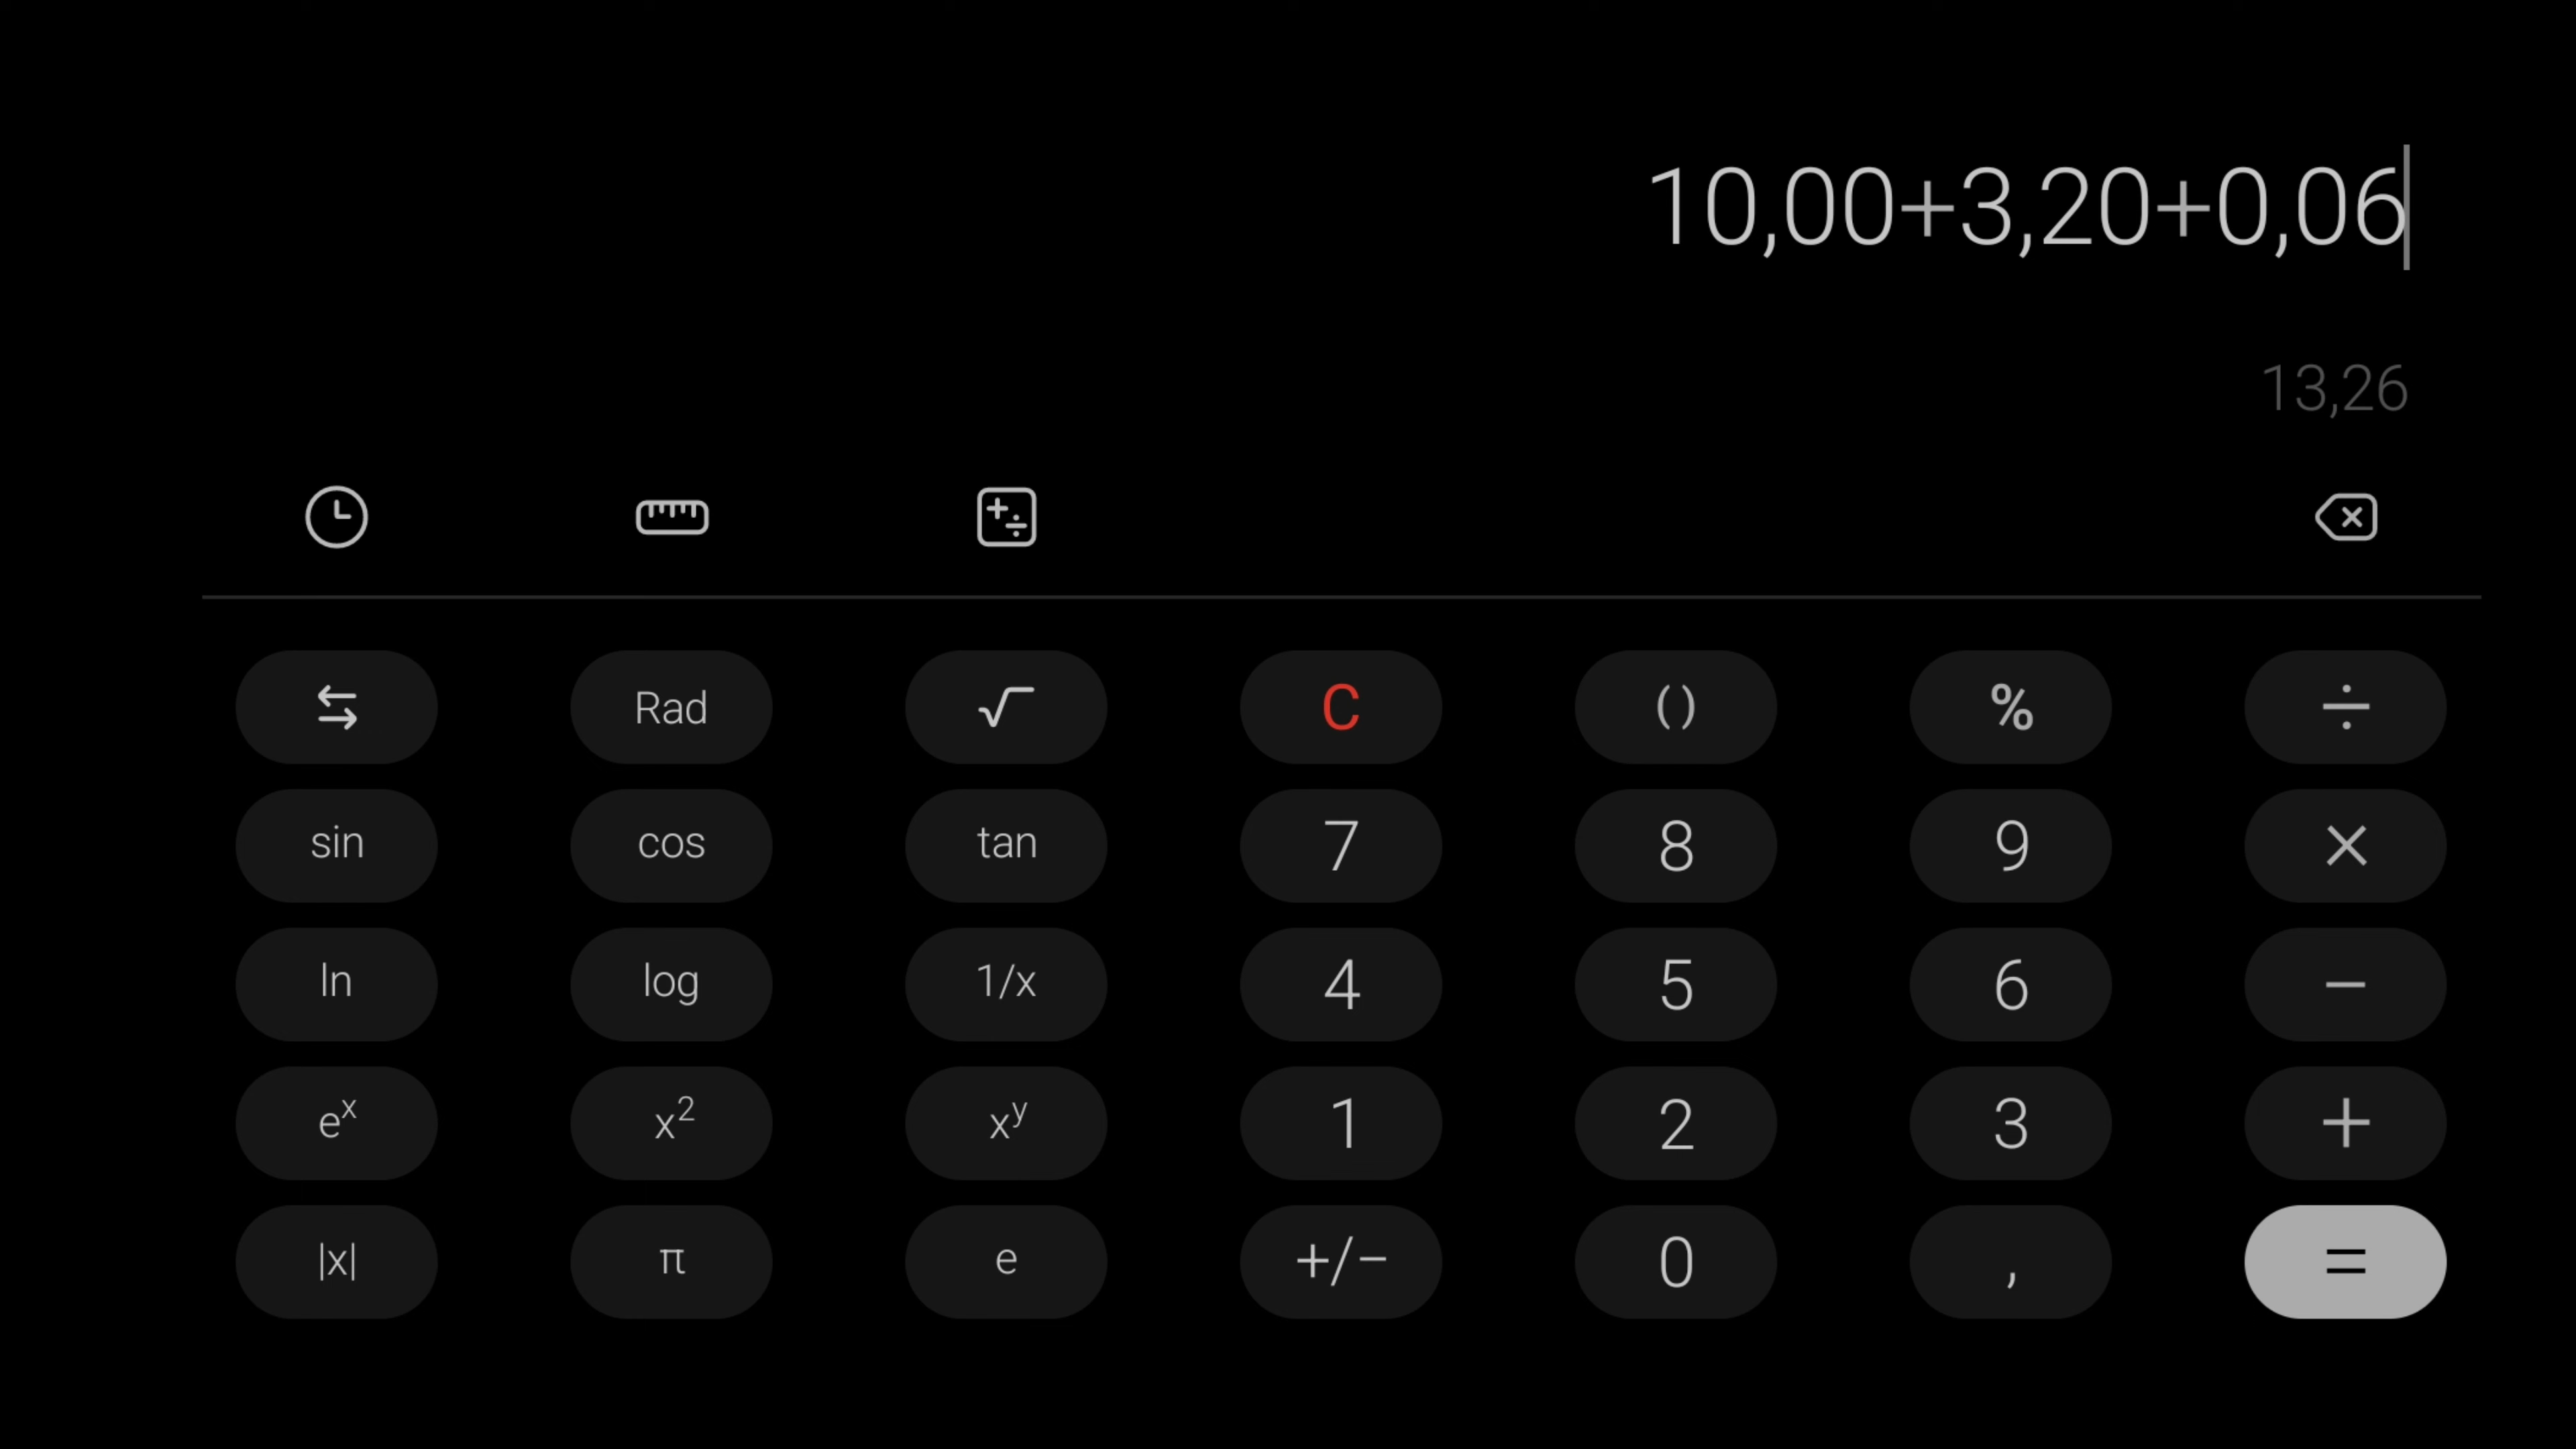 10,00+3,20+0,06
13,26
Rad √ C () % ÷
sin cos tan 7 8 9 ×
ln log 1/x 4 5 6 −
eˣ x² xʸ 1 2 3 +
|x| π e +/− 0 , =